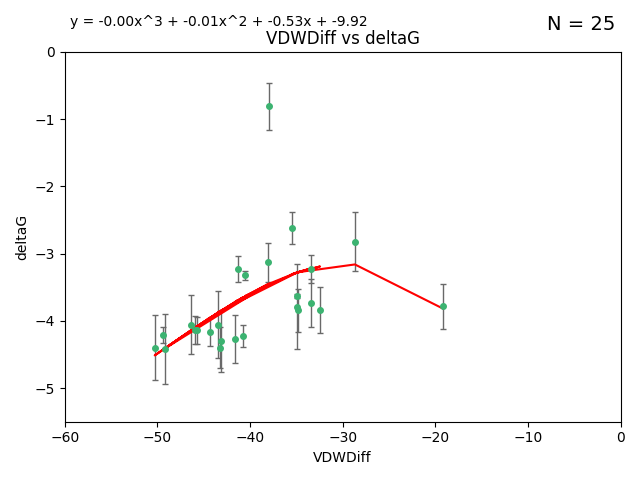 y = -0.00x^3 + -0.01x^2 + -0.53x + -9.92
N = 25
VDWDiff vs deltaG
0
−1
−2
−3
−4
−5
deltaG
−60
−50
−40
−30
−20
−10
0
VDWDiff